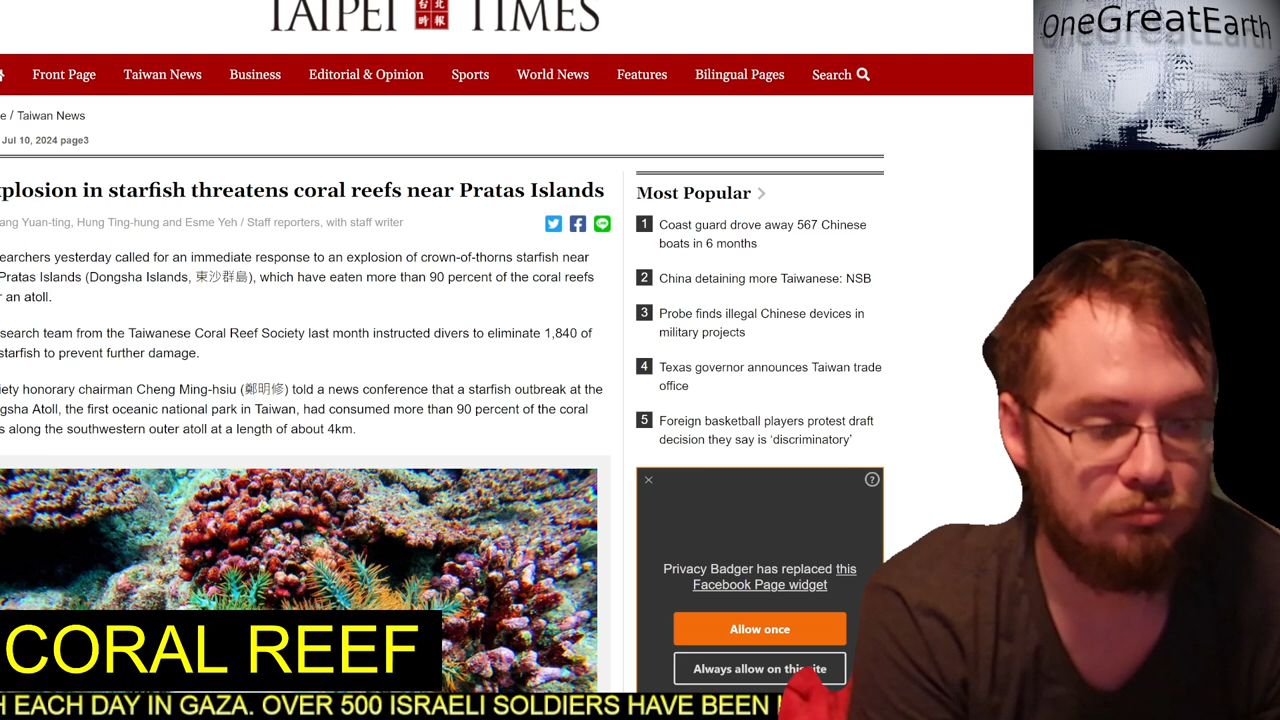 TAIPEI 台北時報 TIMES
OneGreatEarth
Front Page Taiwan News Business Editorial & Opinion Sports World News Features Bilingual Pages Search
e / Taiwan News
Jul 10, 2024 page3
xplosion in starfish threatens coral reefs near Pratas Islands
ang Yuan-ting, Hung Ting-hung and Esme Yeh / Staff reporters, with staff writer
earchers yesterday called for an immediate response to an explosion of crown-of-thorns starfish near
Pratas Islands (Dongsha Islands, 東沙群島), which have eaten more than 90 percent of the coral reefs
r an atoll.
search team from the Taiwanese Coral Reef Society last month instructed divers to eliminate 1,840 of
starfish to prevent further damage.
iety honorary chairman Cheng Ming-hsiu (鄭明修) told a news conference that a starfish outbreak at the
gsha Atoll, the first oceanic national park in Taiwan, had consumed more than 90 percent of the coral
s along the southwestern outer atoll at a length of about 4km.
Most Popular
1 Coast guard drove away 567 Chinese
boats in 6 months
2 China detaining more Taiwanese: NSB
3 Probe finds illegal Chinese devices in
military projects
4 Texas governor announces Taiwan trade
office
5 Foreign basketball players protest draft
decision they say is ‘discriminatory’
Privacy Badger has replaced this
Facebook Page widget
Allow once
Always allow on this site
CORAL REEF
H EACH DAY IN GAZA. OVER 500 ISRAELI SOLDIERS HAVE BEEN